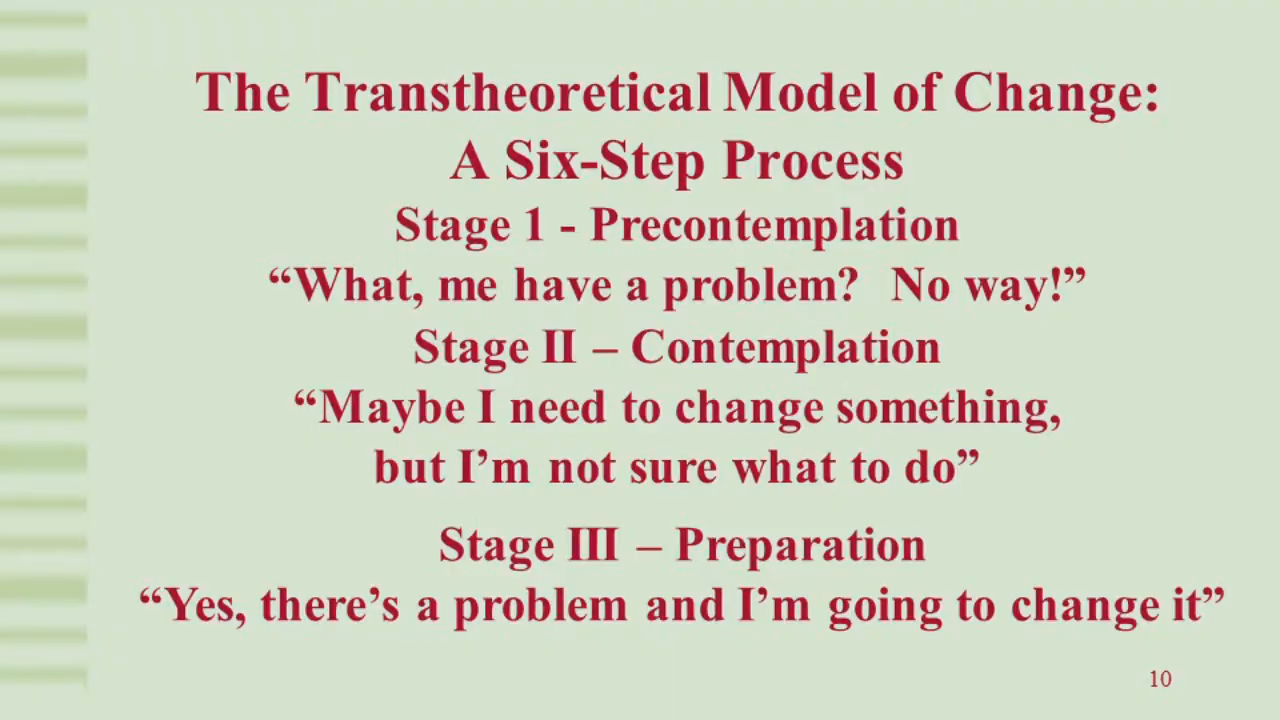 The Transtheoretical Model of Change:
A Six-Step Process
Stage 1 - Precontemplation
“What, me have a problem?  No way!”
Stage II – Contemplation
“Maybe I need to change something,
but I’m not sure what to do”
Stage III – Preparation
“Yes, there’s a problem and I’m going to change it”
10